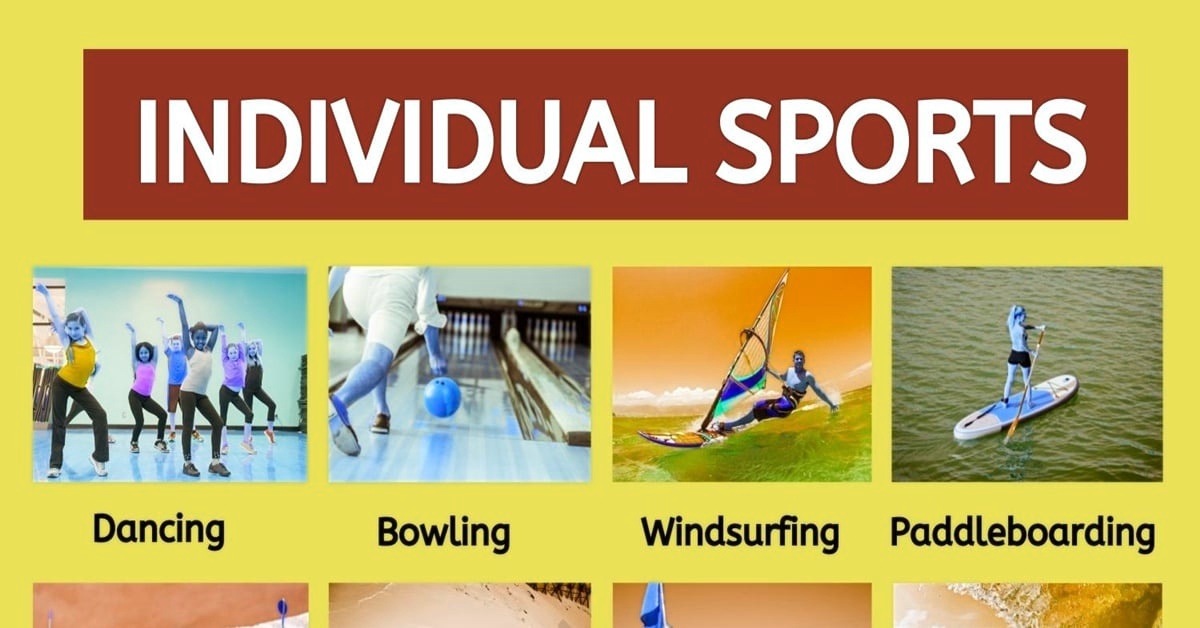 INDIVIDUAL SPORTS
Dancing
Bowling
Windsurfing
Paddleboarding